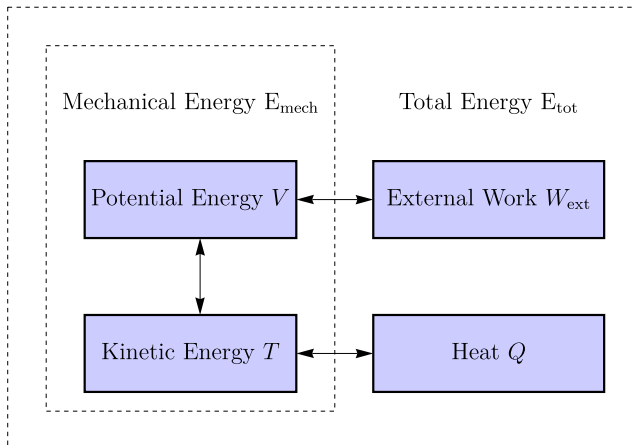 Mechanical Energy E_mech
Total Energy E_tot
Potential Energy V
External Work W_ext
Kinetic Energy T
Heat Q